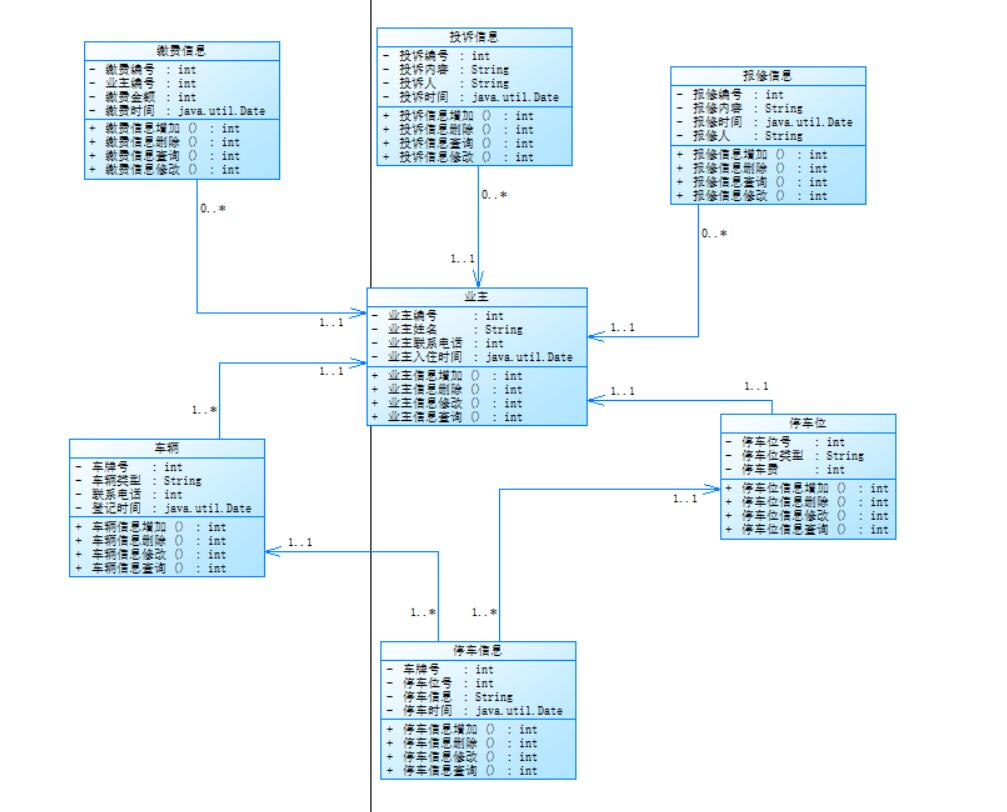 缴费信息
- 缴费编号 : int
- 业主编号 : int
- 缴费金额 : int
- 缴费时间 : java.util.Date
+ 缴费信息增加 () : int
+ 缴费信息删除 () : int
+ 缴费信息查询 () : int
+ 缴费信息修改 () : int
投诉信息
- 投诉编号 : int
- 投诉内容 : String
- 投诉人 : String
- 投诉时间 : java.util.Date
+ 投诉信息增加 () : int
+ 投诉信息删除 () : int
+ 投诉信息查询 () : int
+ 投诉信息修改 () : int
报修信息
- 报修编号 : int
- 报修内容 : String
- 报修时间 : java.util.Date
- 报修人 : String
+ 报修信息增加 () : int
+ 报修信息删除 () : int
+ 报修信息查询 () : int
+ 报修信息修改 () : int
0..*
0..*
0..*
1..1
1..1
1..1
业主
- 业主编号 : int
- 业主姓名 : String
- 业主联系电话 : int
- 业主入住时间 : java.util.Date
+ 业主信息增加 () : int
+ 业主信息删除 () : int
+ 业主信息修改 () : int
+ 业主信息查询 () : int
1..1
1..*
1..1
1..1
车辆
- 车牌号 : int
- 车辆类型 : String
- 联系电话 : int
- 登记时间 : java.util.Date
+ 车辆信息增加 () : int
+ 车辆信息删除 () : int
+ 车辆信息修改 () : int
+ 车辆信息查询 () : int
停车位
- 停车位号 : int
- 停车位类型 : String
- 停车费 : int
+ 停车位信息增加 () : int
+ 停车位信息删除 () : int
+ 停车位信息修改 () : int
+ 停车位信息查询 () : int
1..1
1..1
1..*
1..*
停车信息
- 车牌号 : int
- 停车位号 : int
- 停车信息 : String
- 停车时间 : java.util.Date
+ 停车信息增加 () : int
+ 停车信息删除 () : int
+ 停车信息修改 () : int
+ 停车信息查询 () : int